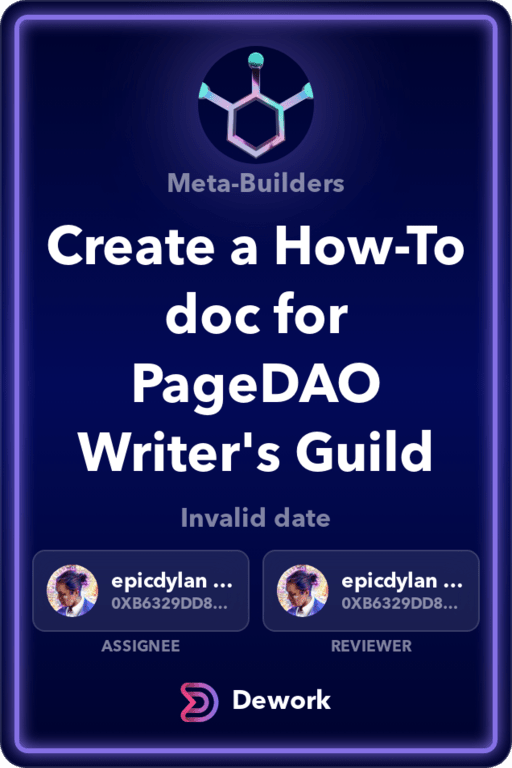 Meta-Builders
Create a How-To
doc for
PageDAO
Writer's Guild
Invalid date
epicdylan ...
0XB6329DD8...
ASSIGNEE
epicdylan ...
0XB6329DD8...
REVIEWER
Dework